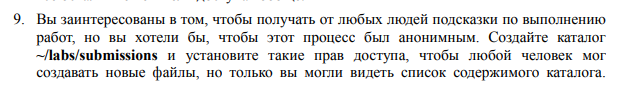 9. Вы заинтересованы в том, чтобы получать от любых людей подсказки по выполнению
работ, но вы хотели бы, чтобы этот процесс был анонимным. Создайте каталог
~/labs/submissions и установите такие права доступа, чтобы любой человек мог
создавать новые файлы, но только вы могли видеть список содержимого каталога.